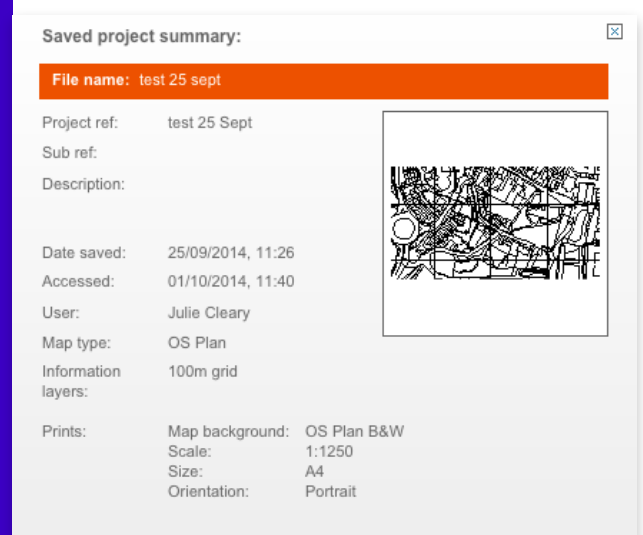 Saved project summary:
File name: test 25 sept
Project ref: test 25 Sept
Sub ref:
Description:
Date saved: 25/09/2014, 11:26
Accessed: 01/10/2014, 11:40
User: Julie Cleary
Map type: OS Plan
Information layers: 100m grid
Prints: Map background: OS Plan B&W
Scale: 1:1250
Size: A4
Orientation: Portrait